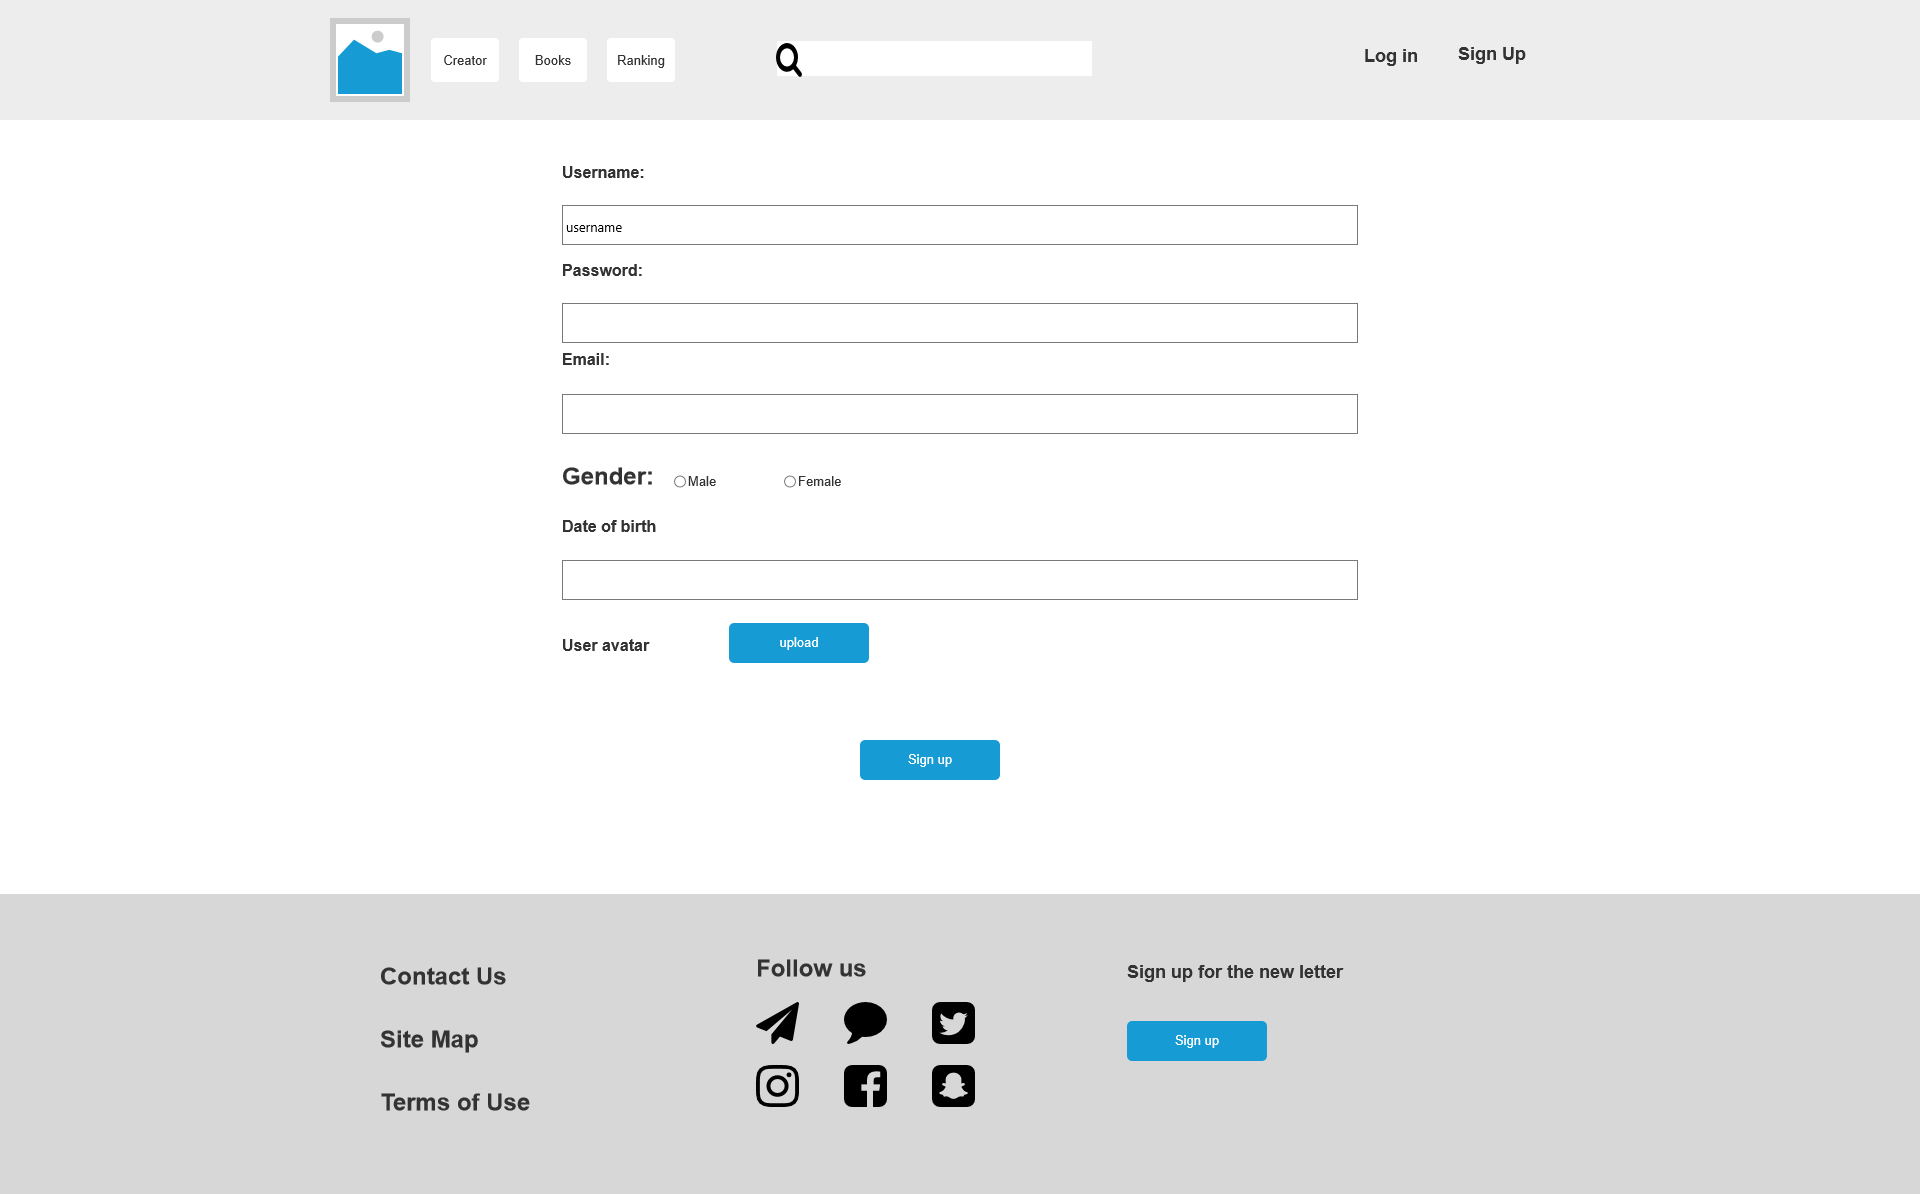 Creator
Books
Ranking
Log in
Sign Up
Username:
username
Password:
Email:
Gender:
Male
Female
Date of birth
User avatar
upload
Sign up
Contact Us
Site Map
Terms of Use
Follow us
Sign up for the new letter
Sign up